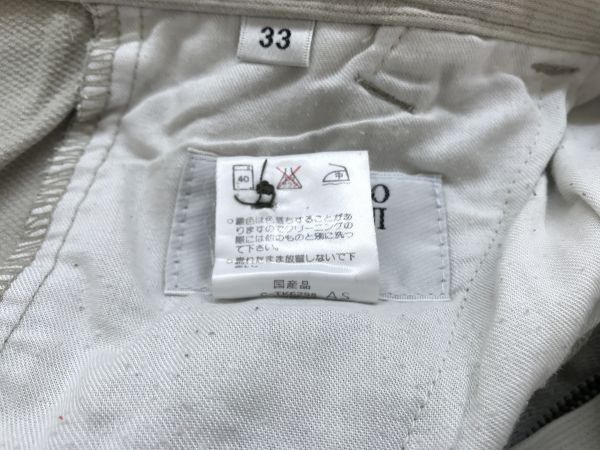 33
40
中
○濃色は色落ちすることがあ
りますのでクリーニングの
際には他のものと別に洗っ
て下さい。
○ぬれたまま放置しないで下
さい。
国産品
AS